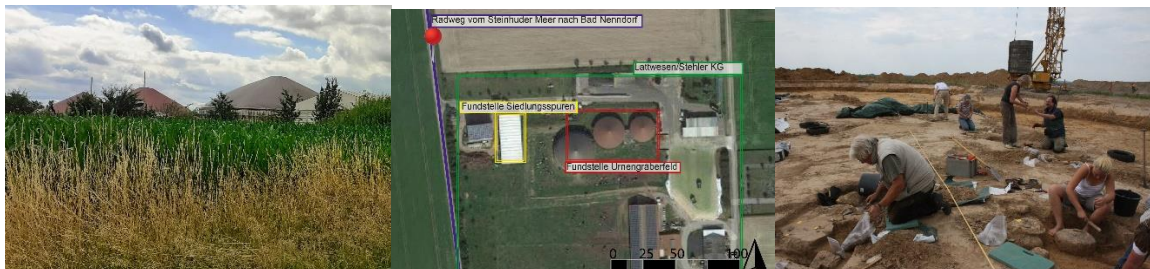 Radweg vom Steinhuder Meer nach Bad Nenndorf
Lattwesen/Stehler KG
Fundstelle Siedlungsspuren
Fundstelle Urnengräberfeld
0 25 50 100